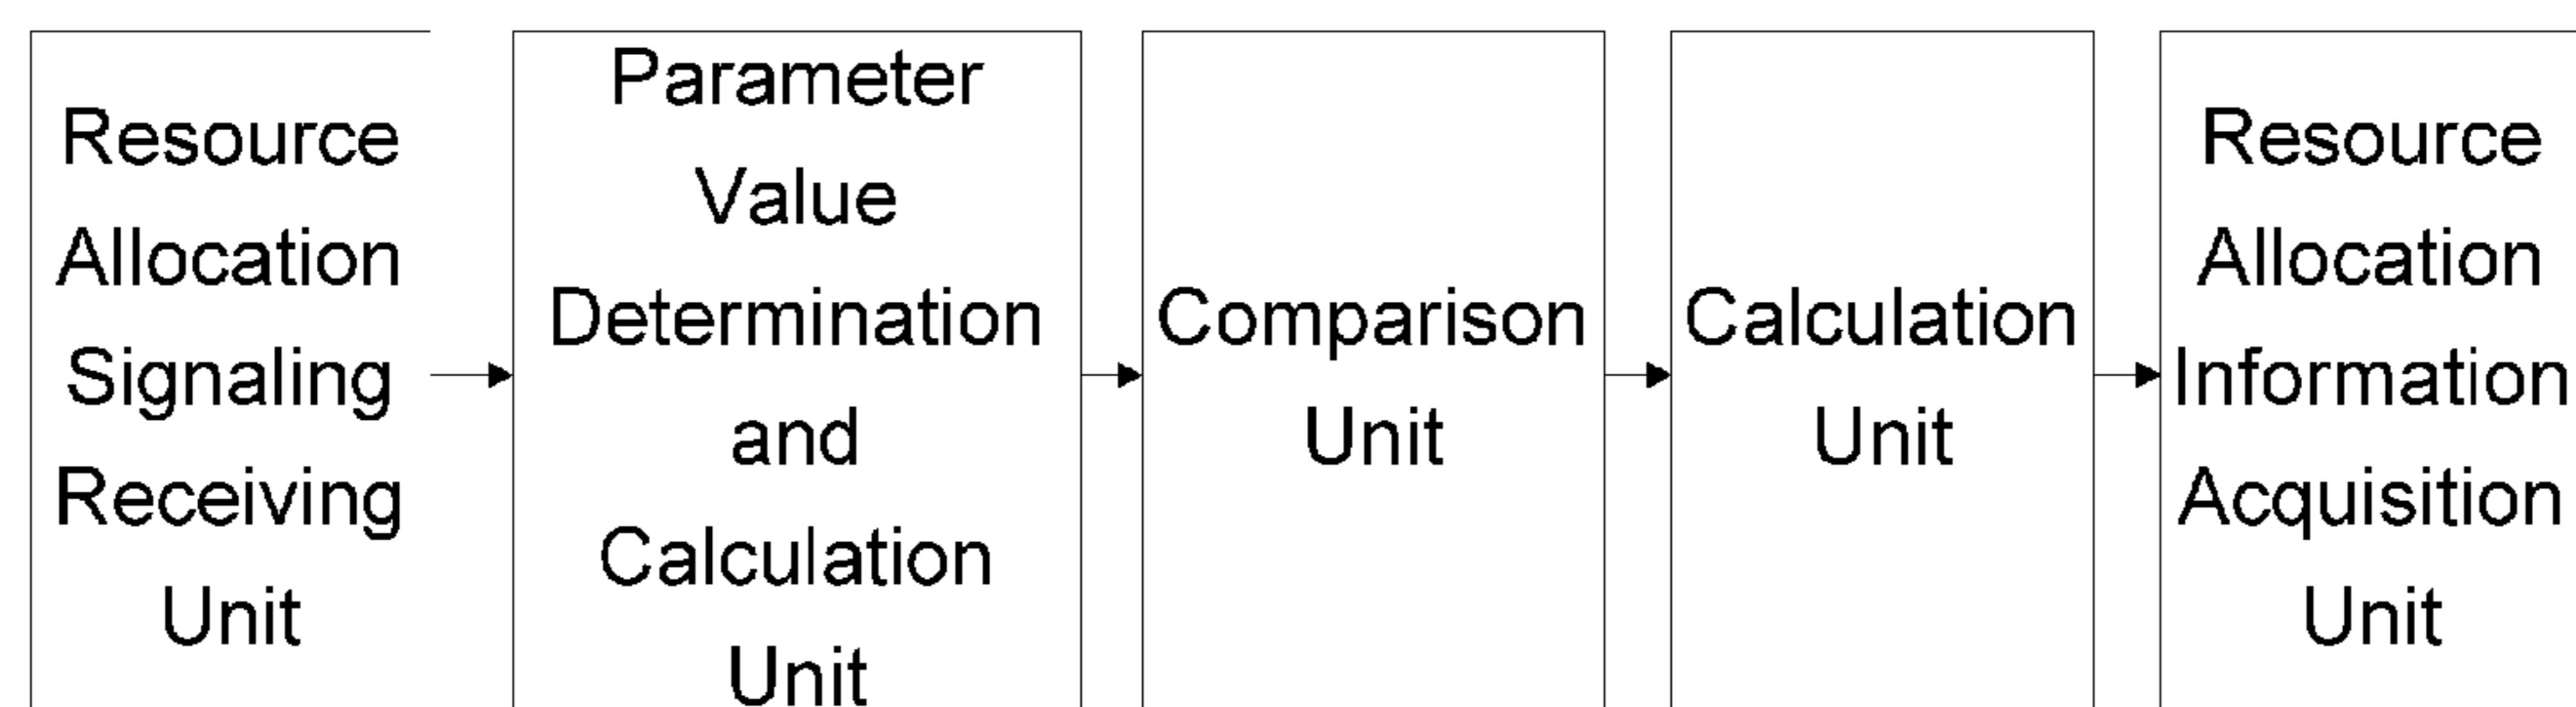 Resource
Allocation
Signaling
Receiving
Unit
Parameter
Value
Determination
and
Calculation
Unit
Comparison
Unit
Calculation
Unit
Resource
Allocation
Information
Acquisition
Unit